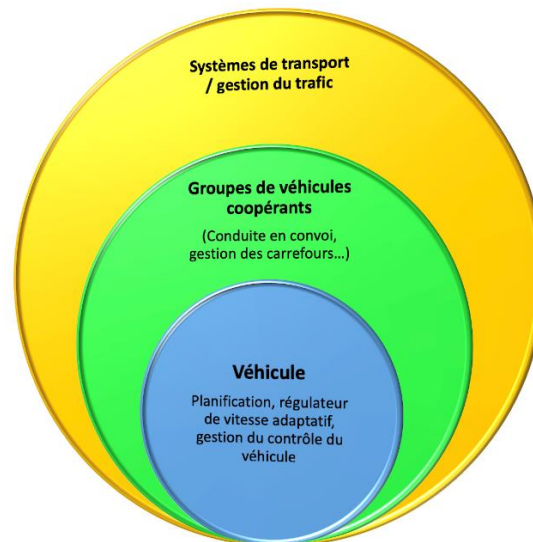 Systèmes de transport
/ gestion du trafic
Groupes de véhicules
coopérants
(Conduite en convoi,
gestion des carrefours…)
Véhicule
Planification, régulateur
de vitesse adaptatif,
gestion du contrôle du
véhicule